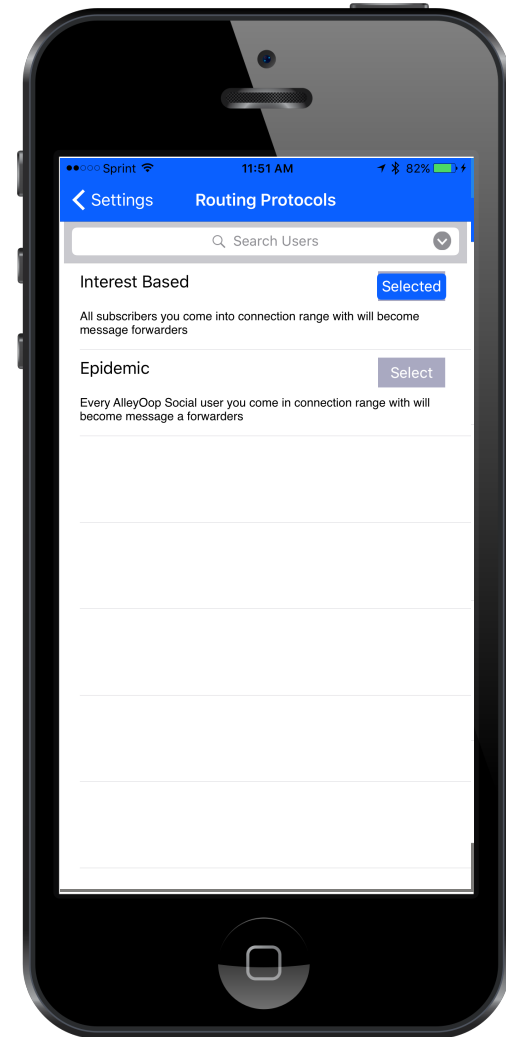 Sprint 11:51 AM 82%
Settings Routing Protocols
Search Users
Interest Based Selected
All subscribers you come into connection range with will become
message forwarders
Epidemic Select
Every AlleyOop Social user you come in connection range with will
become message a forwarders